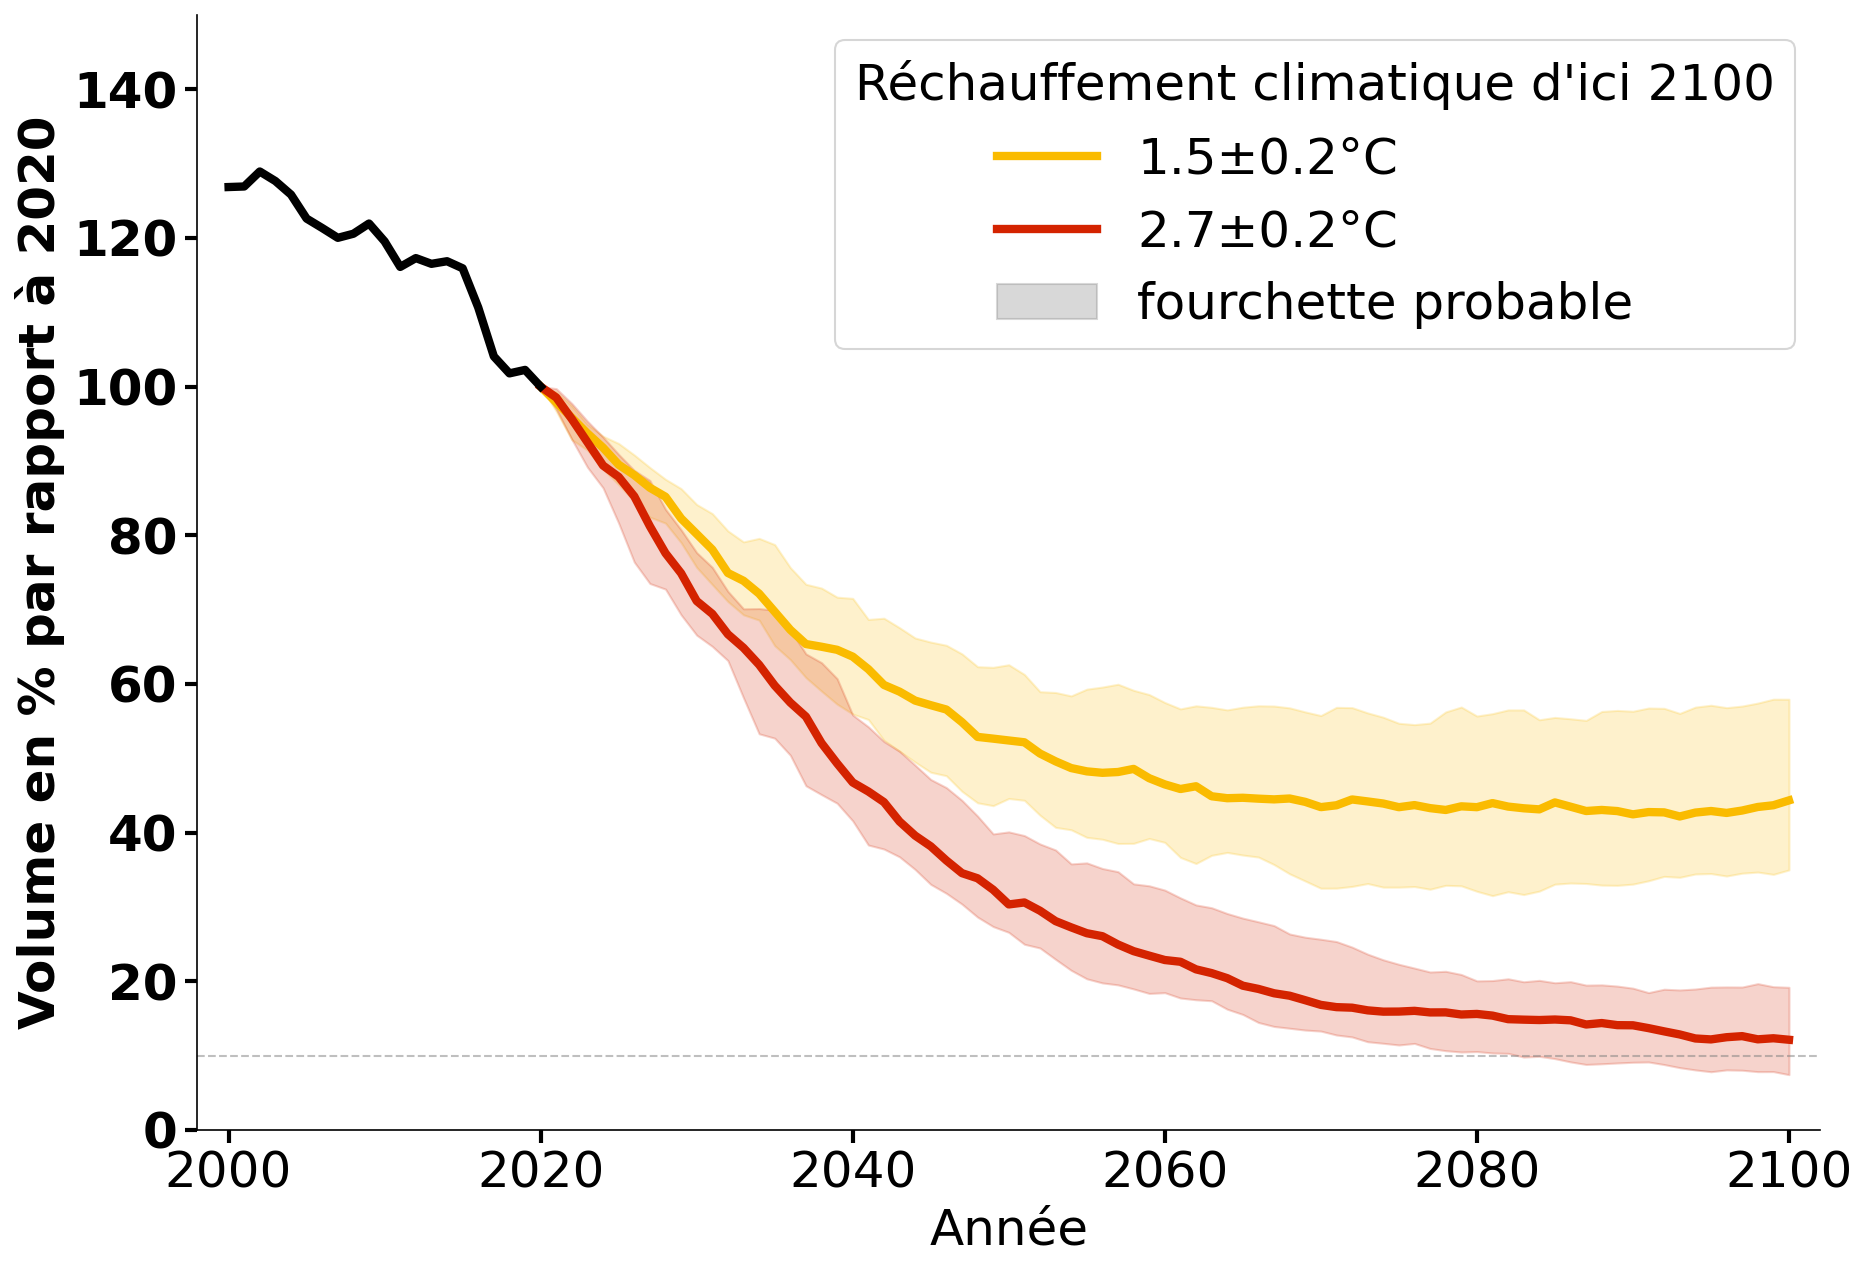 Volume en % par rapport à 2020
140
120
100
80
60
40
20
0
Réchauffement climatique d'ici 2100
1.5±0.2°C
2.7±0.2°C
fourchette probable
2000 2020 2040 2060 2080 2100
Année